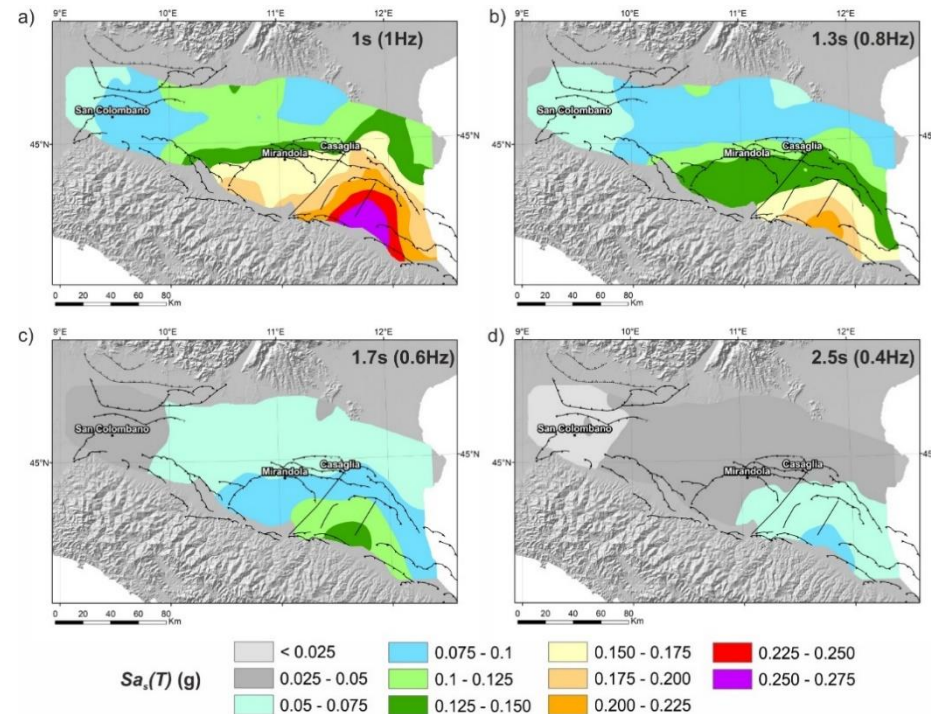 a)
1s (1Hz)
9°E
10°E
11°E
12°E
45°N
45°N
San Colombano
Mirandola
Casaglia
0 20 40 60 80
Km
b)
1.3s (0.8Hz)
9°E
10°E
11°E
12°E
45°N
45°N
San Colombano
Mirandola
Casaglia
0 20 40 60 80
Km
c)
1.7s (0.6Hz)
9°E
10°E
11°E
12°E
45°N
45°N
San Colombano
Mirandola
Casaglia
0 20 40 60 80
Km
d)
2.5s (0.4Hz)
9°E
10°E
11°E
12°E
45°N
45°N
San Colombano
Mirandola
Casaglia
0 20 40 60 80
Km
Saₛ(T) (g)
< 0.025
0.025 - 0.05
0.05 - 0.075
0.075 - 0.1
0.1 - 0.125
0.125 - 0.150
0.150 - 0.175
0.175 - 0.200
0.200 - 0.225
0.225 - 0.250
0.250 - 0.275